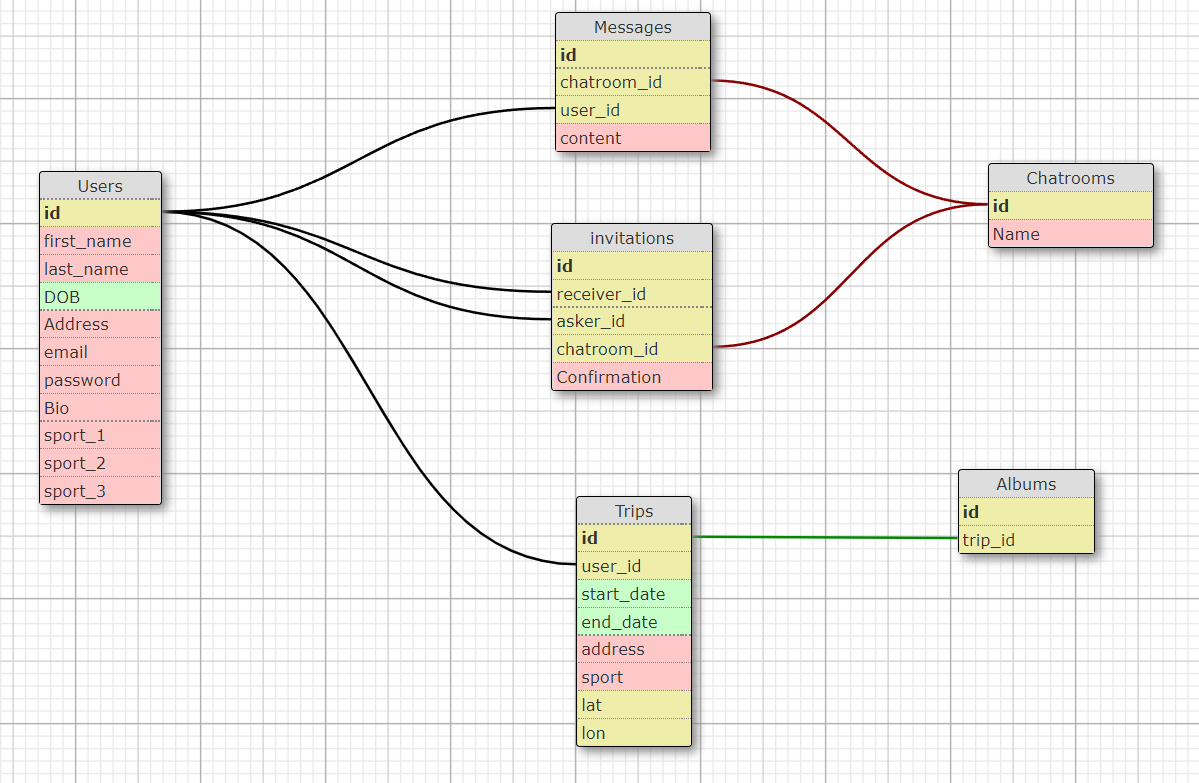 Messages
id
chatroom_id
user_id
content
Users
id
first_name
last_name
DOB
Address
email
password
Bio
sport_1
sport_2
sport_3
invitations
id
receiver_id
asker_id
chatroom_id
Confirmation
Chatrooms
id
Name
Trips
id
user_id
start_date
end_date
address
sport
lat
lon
Albums
id
trip_id